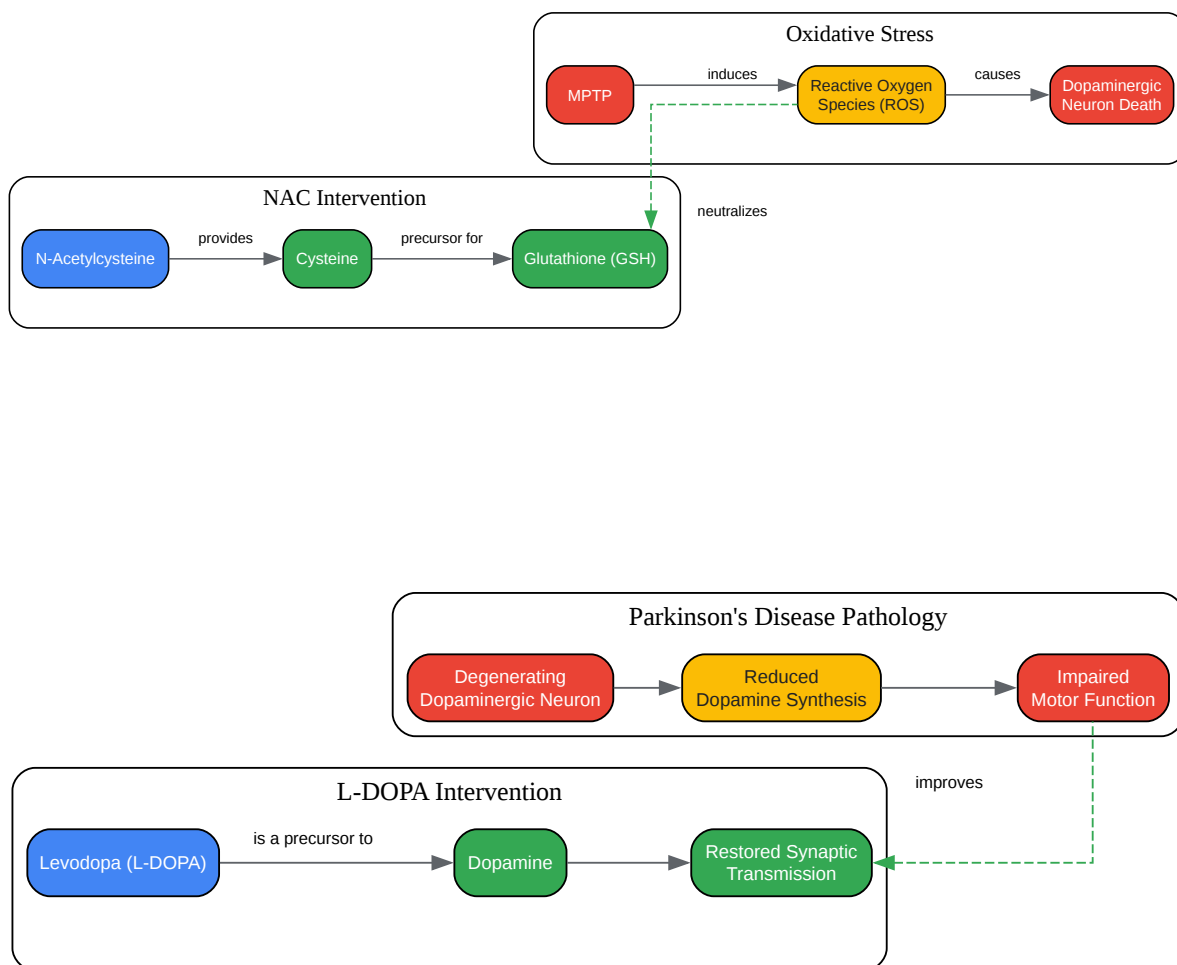 Oxidative Stress
MPTP
induces
Reactive Oxygen
Species (ROS)
causes
Dopaminergic
Neuron Death
NAC Intervention
neutralizes
N-Acetylcysteine
provides
Cysteine
precursor for
Glutathione (GSH)
Parkinson's Disease Pathology
Degenerating
Dopaminergic Neuron
Reduced
Dopamine Synthesis
Impaired
Motor Function
L-DOPA Intervention
improves
Levodopa (L-DOPA)
is a precursor to
Dopamine
Restored Synaptic
Transmission